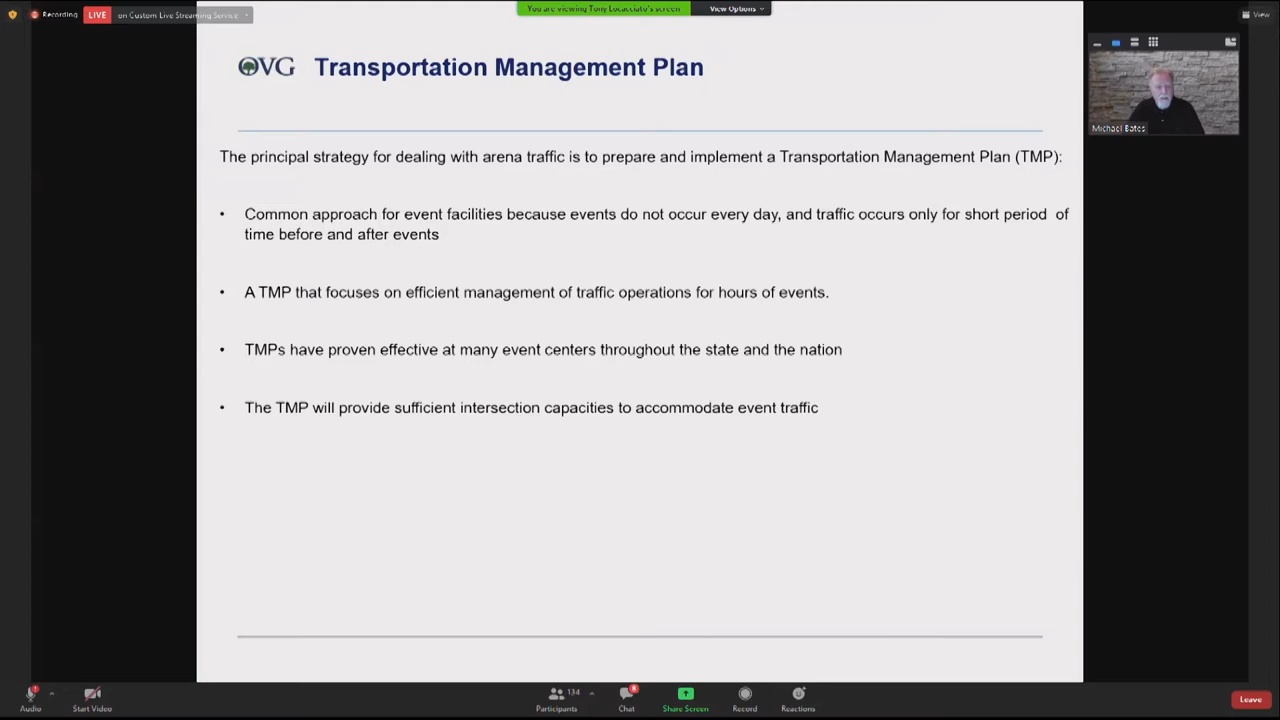 Recording
LIVE
on Custom Live Streaming Service
You are viewing Tony Locacciato's screen
View Options
View
OVG
Transportation Management Plan
Michael Bates
The principal strategy for dealing with arena traffic is to prepare and implement a Transportation Management Plan (TMP):
• Common approach for event facilities because events do not occur every day, and traffic occurs only for short period of
time before and after events
• A TMP that focuses on efficient management of traffic operations for hours of events.
• TMPs have proven effective at many event centers throughout the state and the nation
• The TMP will provide sufficient intersection capacities to accommodate event traffic
Audio
Start Video
134
Participants
8
Chat
Share Screen
Record
Reactions
Leave